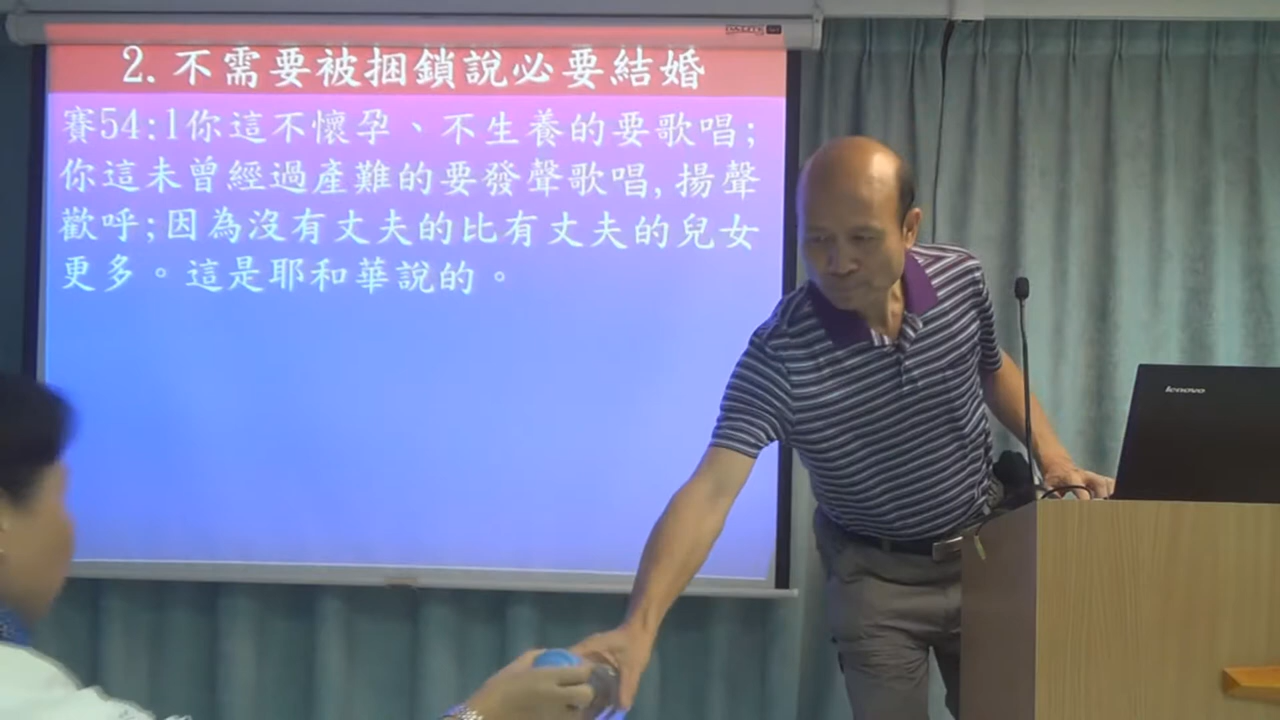 2.不需要被捆鎖說必要結婚
賽54:1你這不懷孕、不生養的要歌唱;
你這未曾經過產難的要發聲歌唱,揚聲
歡呼;因為沒有丈夫的比有丈夫的兒女
更多。這是耶和華說的。
lenovo